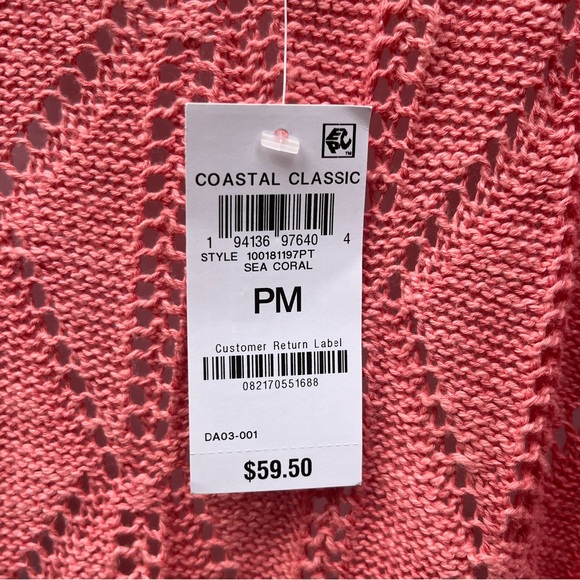 COASTAL CLASSIC
1 94136 97640 4
STYLE 100181197PT
SEA CORAL
PM
Customer Return Label
082170551688
DA03-001
$59.50